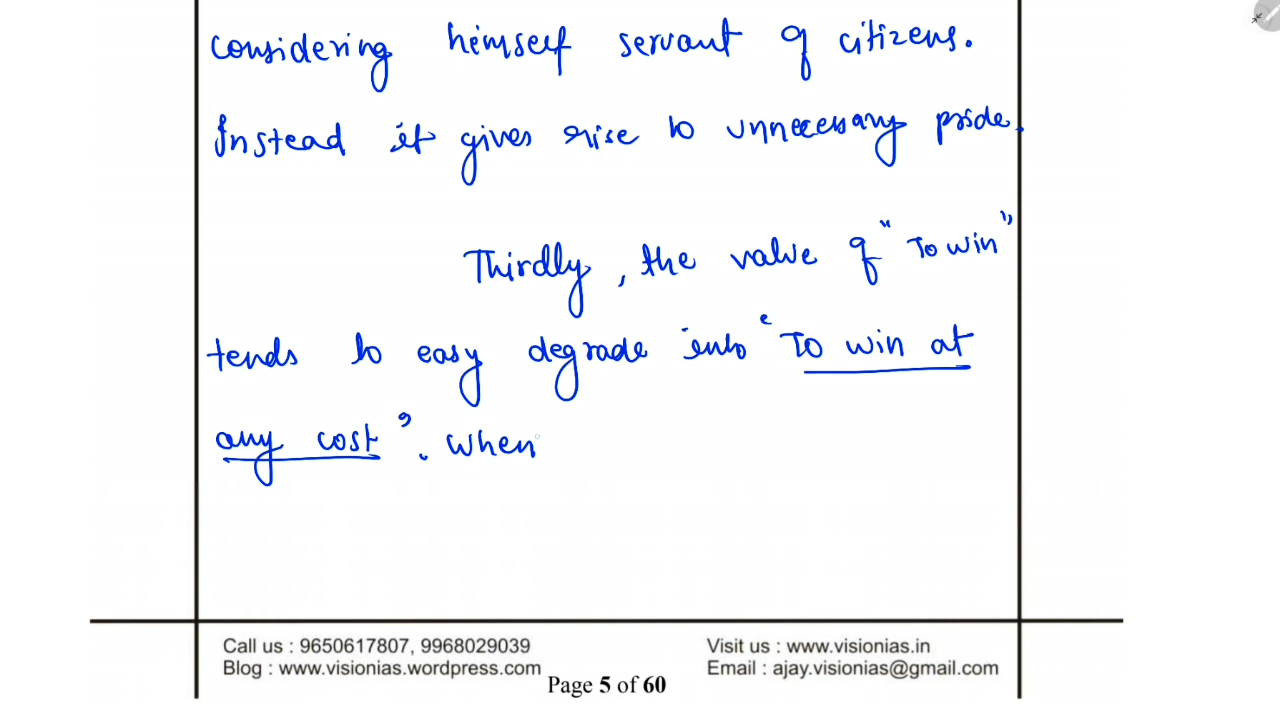 considering himself servant of citizens.
Instead it gives rise to unnecessary pride.
Thirdly, the value of "To win"
tends to easy degrade into 'To win at
any cost'. When
Call us : 9650617807, 9968029039
Visit us : www.visionias.in
Blog : www.visionias.wordpress.com
Email : ajay.visionias@gmail.com
Page 5 of 60